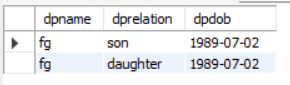 dpname dprelation dpdob
fg son 1989-07-02
fg daughter 1989-07-02